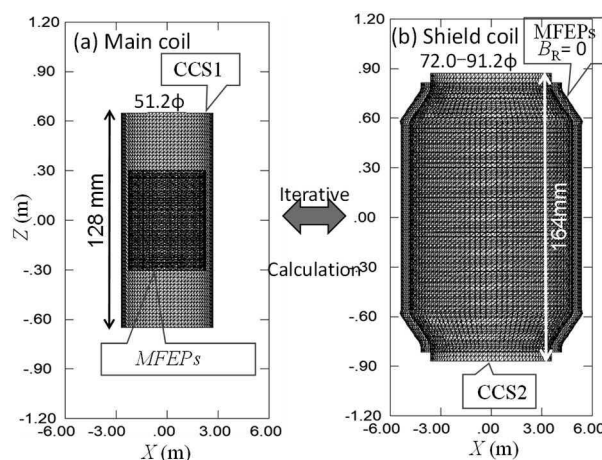 (a) Main coil
CCS1
51.2ϕ
128 mm
MFEPs
1.20
.90
.60
.30
.00
-.30
-.60
-.90
-1.20
Z (m)
-6.00 -3.00 .00 3.00 6.00
X (m)
Iterative
Calculation
(b) Shield coil
72.0-91.2ϕ
MFEPs
B_R = 0
164mm
CCS2
1.20
.90
.60
.30
.00
-.30
-.60
-.90
-1.20
-6.00 -3.00 .00 3.00 6.00
X (m)